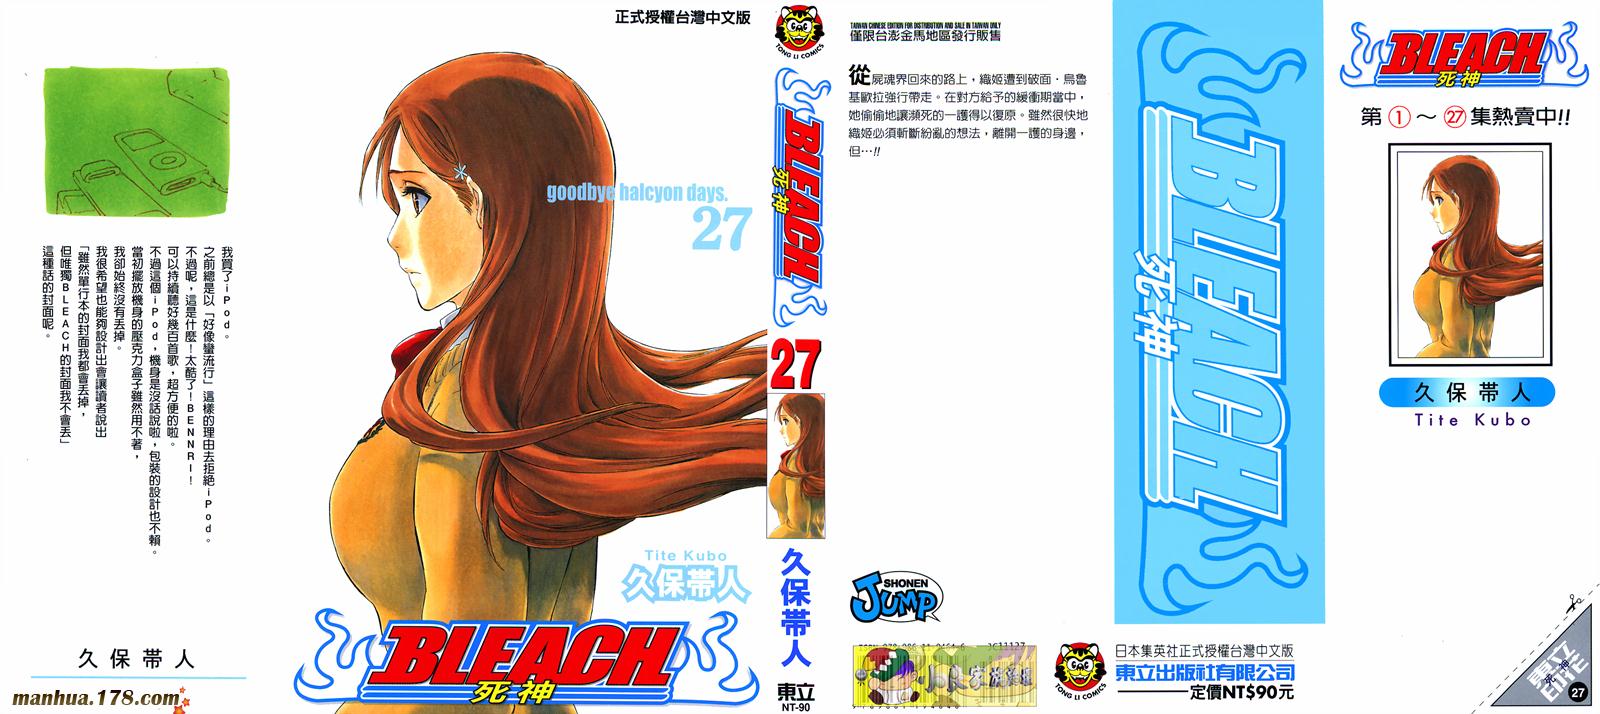 我買了iPod。
之前總是以「好像蠻流行」這樣的理由去拒絕iPod。
不過呢，這是什麼！太酷了！BENNRI！
可以持續聽好幾百首歌，超方便的啦。
不過這個iPod，機身是沒話說啦，包裝的設計也不賴。
當初擺放機身的壓克力盒子雖然用不著，
我卻始終沒有丟掉。
我很希望也能夠設計出會讓讀者說出
「雖然單行本的封面我都會丟掉，
但唯獨BLEACH的封面我不會丟」
這種話的封面呢。
久保帯人
manhua.178.com
正式授權台灣中文版
goodbye halcyon days.
27
Tite Kubo
久保帯人
BLEACH
死神
TONG LI COMICS
BLEACH
死神
27
久保帯人
東立
NT-90
TAIWAN CHINESE EDITION FOR DISTRIBUTION AND SALE IN TAIWAN ONLY
僅限台澎金馬地區發行販售
從屍魂界回來的路上，織姬遭到破面．烏魯
基歐拉強行帶走。在對方給予的緩衝期當中，
她偷偷地讓瀕死的一護得以復原。雖然很快地
織姬必須斬斷紛亂的想法，離開一護的身邊，
但…!!
SHONEN
JUMP
TONG LI COMICS
日本集英社正式授權台灣中文版
東立出版社有限公司
定價NT$90元
BLEACH
死神
BLEACH
死神
第①～㉗集熱賣中!!
久保帯人
Tite Kubo
死神
27